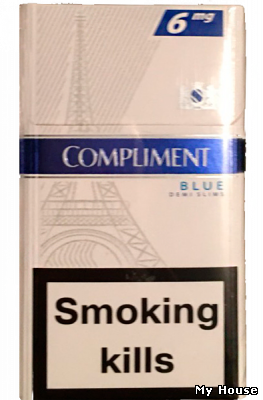 6 mg
COMPLIMENT
BLUE
DEMI SLIMS
Smoking
kills
My House